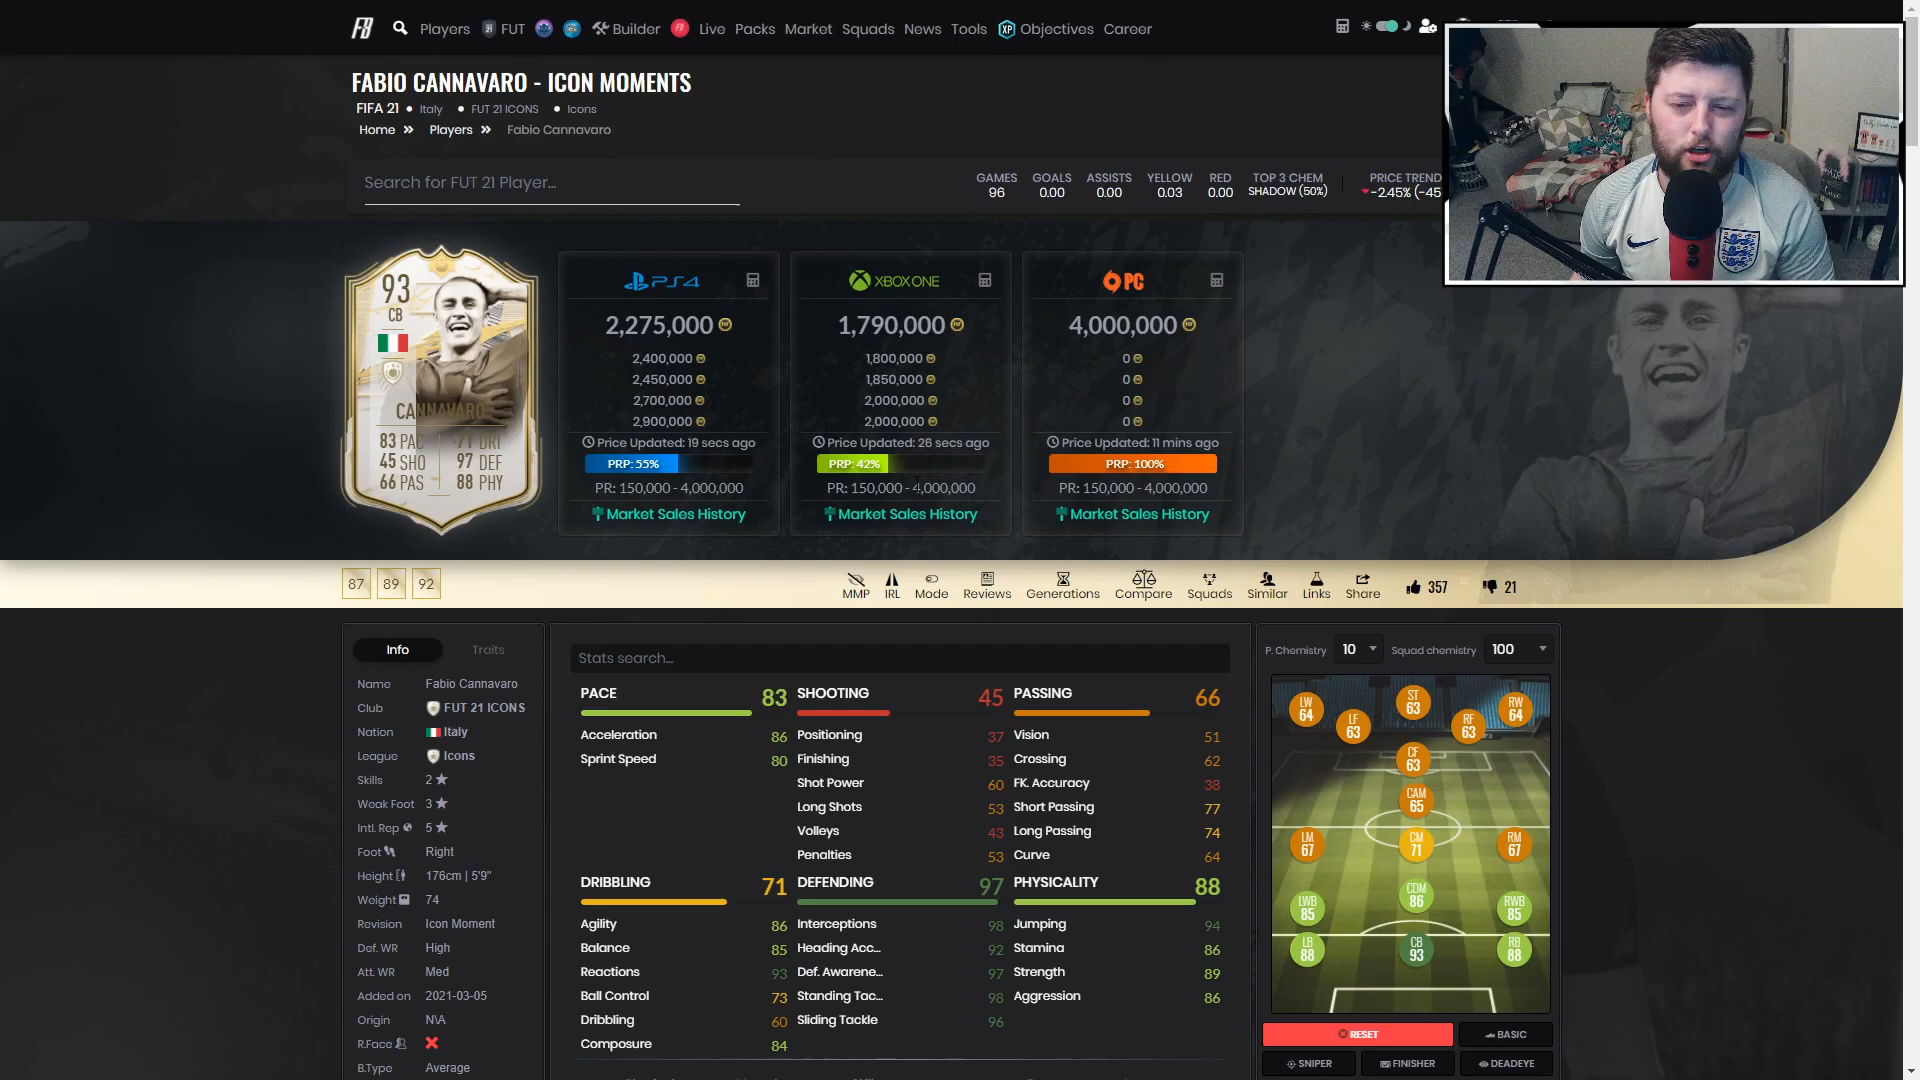 FB Players FUT Builder Live Packs Market Squads News Tools XP Objectives Career
FABIO CANNAVARO - ICON MOMENTS
FIFA 21 • Italy • FUT 21 ICONS • Icons
Home » Players » Fabio Cannavaro
Search for FUT 21 Player...
GAMES GOALS ASSISTS YELLOW RED TOP 3 CHEM PRICE TREND
96 0.00 0.00 0.03 0.00 SHADOW (50%) -2.45% (-45
93
CB
CANNAVARO
83 PAC 71 DRI
45 SHO 97 DEF
66 PAS 88 PHY
PS4
2,275,000
2,400,000
2,450,000
2,700,000
2,900,000
Price Updated: 19 secs ago
PRP: 55%
PR: 150,000 - 4,000,000
Market Sales History
XBOX ONE
1,790,000
1,800,000
1,850,000
2,000,000
2,000,000
Price Updated: 26 secs ago
PRP: 42%
PR: 150,000 - 4,000,000
Market Sales History
PC
4,000,000
0
0
0
0
Price Updated: 11 mins ago
PRP: 100%
PR: 150,000 - 4,000,000
Market Sales History
87 89 92
MMP IRL Mode Reviews Generations Compare Squads Similar Links Share 357 21
Info Traits
Name Fabio Cannavaro
Club FUT 21 ICONS
Nation Italy
League Icons
Skills 2
Weak Foot 3
Intl. Rep 5
Foot Right
Height 176cm | 5'9"
Weight 74
Revision Icon Moment
Def. WR High
Att. WR Med
Added on 2021-03-05
Origin N\A
R.Face
B.Type Average
Stats search...
PACE 83
Acceleration 86
Sprint Speed 80
SHOOTING 45
Positioning 37
Finishing 35
Shot Power 60
Long Shots 53
Volleys 43
Penalties 53
PASSING 66
Vision 51
Crossing 62
FK. Accuracy 38
Short Passing 77
Long Passing 74
Curve 64
DRIBBLING 71
Agility 86
Balance 85
Reactions 93
Ball Control 73
Dribbling 60
Composure 84
DEFENDING 97
Interceptions 98
Heading Acc... 92
Def. Awarene... 97
Standing Tac... 98
Sliding Tackle 96
PHYSICALITY 88
Jumping 94
Stamina 86
Strength 89
Aggression 86
P. Chemistry 10 Squad chemistry 100
LW 64
ST 63
RW 64
LF 63
RF 63
CF 63
CAM 65
LM 67
CM 71
RM 67
CDM 86
LWB 85
RWB 85
LB 88
CB 93
RB 88
RESET BASIC
SNIPER FINISHER DEADEYE